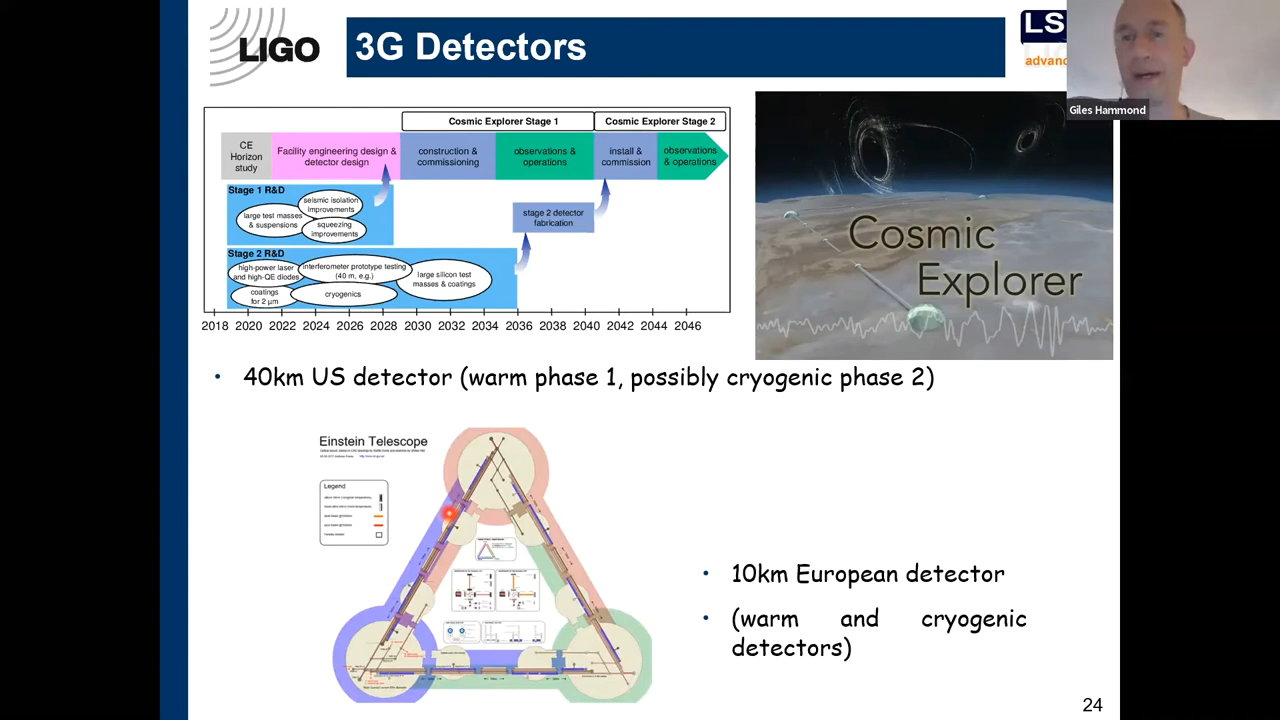 LIGO
3G Detectors
LS
advanc
Giles Hammond
Cosmic Explorer Stage 1
Cosmic Explorer Stage 2
CE
Horizon
study
Facility engineering design &
detector design
construction &
commissioning
observations &
operations
install &
commission
observations
& operations
Stage 1 R&D
seismic isolation
improvements
large test masses
& suspensions
squeezing
improvements
stage 2 detector
fabrication
Stage 2 R&D
high-power laser
and high-QE diodes
interferometer prototype testing
(40 m, e.g.)
large silicon test
masses & coatings
coatings
for 2 µm
cryogenics
2018 2020 2022 2024 2026 2028 2030 2032 2034 2036 2038 2040 2042 2044 2046
Cosmic
Explorer
• 40km US detector (warm phase 1, possibly cryogenic phase 2)
Einstein Telescope
Legend
• 10km European detector
• (warm and cryogenic
detectors)
24